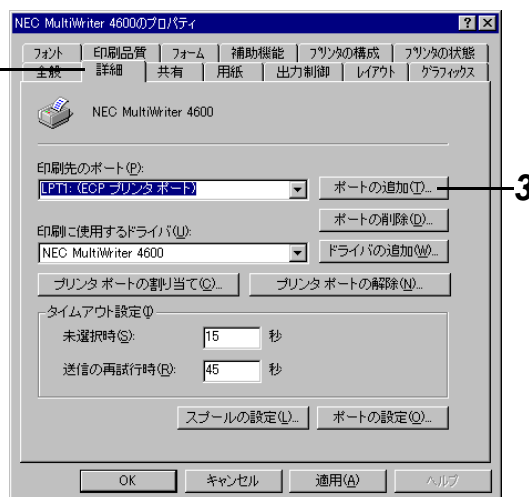 NEC MultiWriter 4600のプロパティ
フォント 印刷品質 フォーム 補助機能 プリンタの構成 プリンタの状態
全般 詳細 共有 用紙 出力制御 レイアウト グラフィックス
NEC MultiWriter 4600
印刷先のポート(P):
LPT1: (ECP プリンタ ポート) ポートの追加(T)... 3
ポートの削除(D)...
印刷に使用するドライバ(U):
NEC MultiWriter 4600 ドライバの追加(W)...
プリンタ ポートの割り当て(C)... プリンタ ポートの解除(N)...
タイムアウト設定(I)
未選択時(S): 15 秒
送信の再試行時(R): 45 秒
スプールの設定(L)... ポートの設定(O)...
OK キャンセル 適用(A) ヘルプ